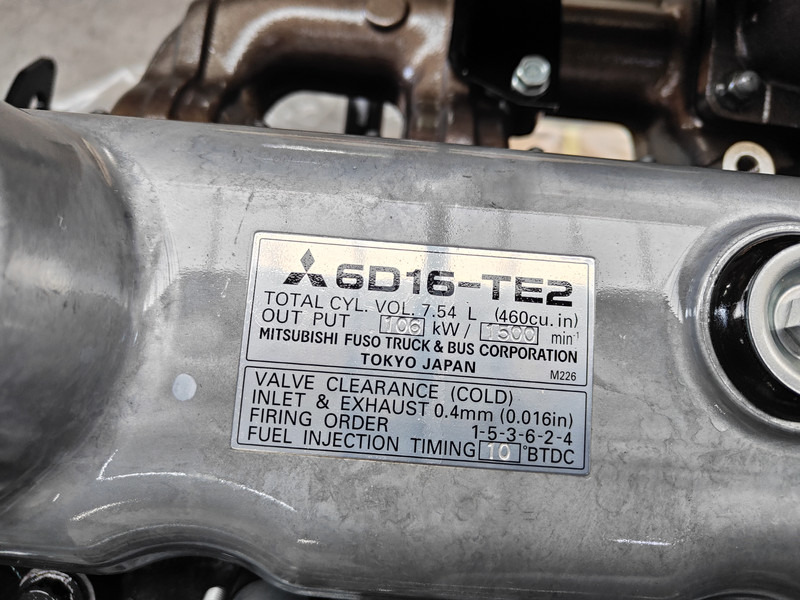 6D16-TE2
TOTAL CYL. VOL. 7.54 L (460cu.in)
OUT PUT 106 kW / 1500 min⁻¹
MITSUBISHI FUSO TRUCK & BUS CORPORATION
TOKYO JAPAN
M226
VALVE CLEARANCE (COLD)
INLET & EXHAUST 0.4mm (0.016in)
FIRING ORDER 1-5-3-6-2-4
FUEL INJECTION TIMING 10 °BTDC